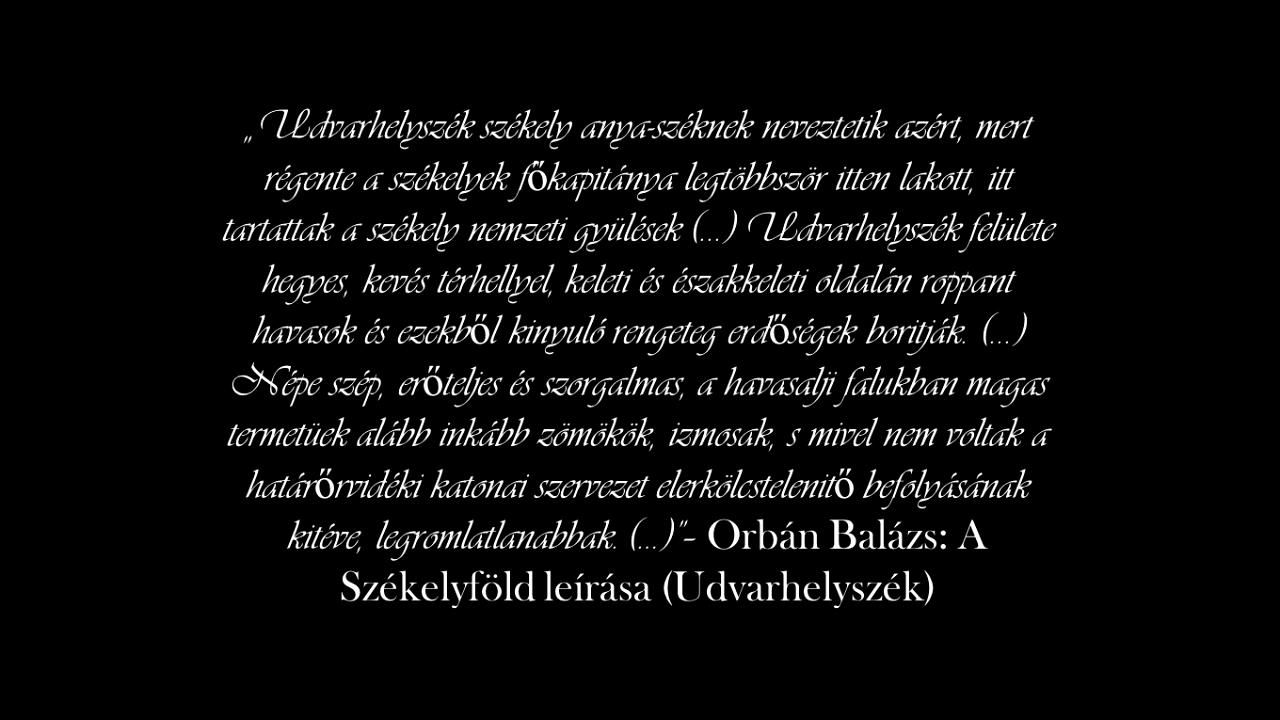 „Udvarhelyszék székely anya-széknek neveztetik azért, mert
régente a székelyek főkapitánya legtöbbször itten lakott, itt
tartattak a székely nemzeti gyülések (...) Udvarhelyszék felülete
hegyes, kevés térhellyel, keleti és északkeleti oldalán roppant
havasok és ezekből kinyuló rengeteg erdőségek boritják. (...)
Népe szép, erőteljes és szorgalmas, a havasalji falukban magas
termetüek alább inkább zömökök, izmosak, s mivel nem voltak a
határőrvidéki katonai szervezet elerkölcstelenitő befolyásának
kitéve, legromlatlanabbak. (...)"- Orbán Balázs: A
Székelyföld leírása (Udvarhelyszék)